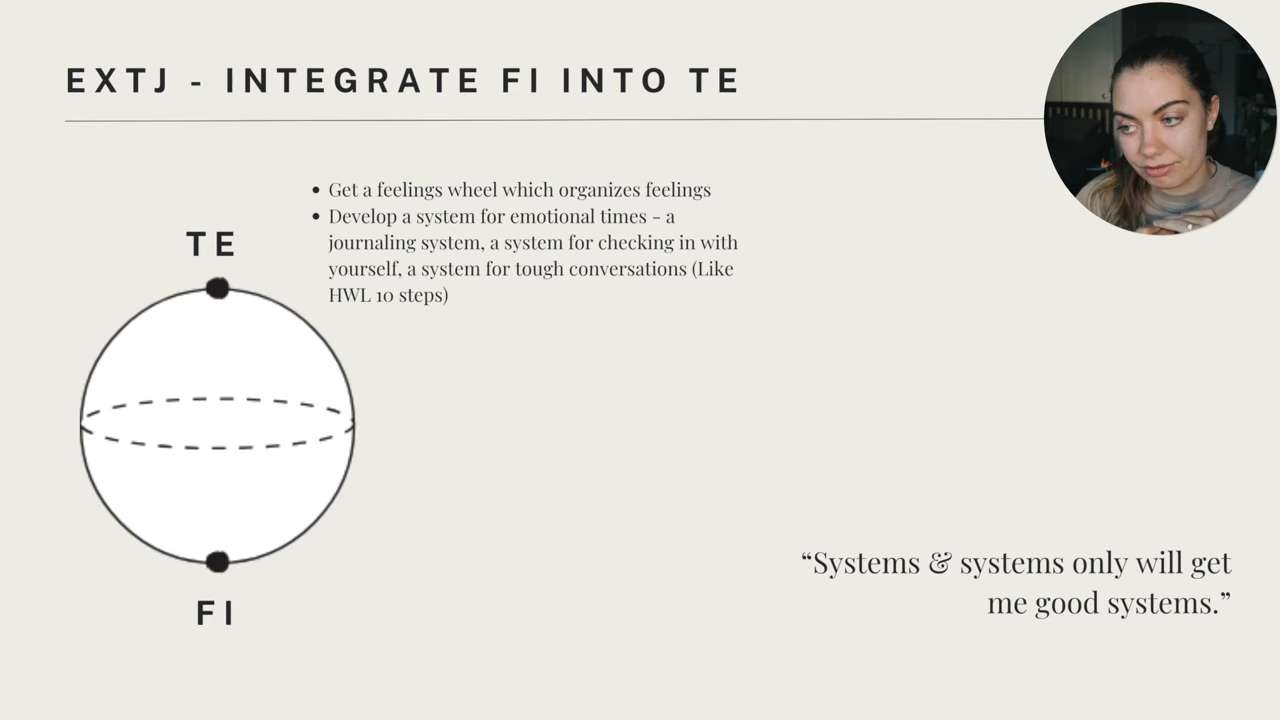 EXTJ - INTEGRATE FI INTO TE
• Get a feelings wheel which organizes feelings
• Develop a system for emotional times - a
journaling system, a system for checking in with
yourself, a system for tough conversations (Like
HWL 10 steps)
TE
FI
“Systems & systems only will get
me good systems.”